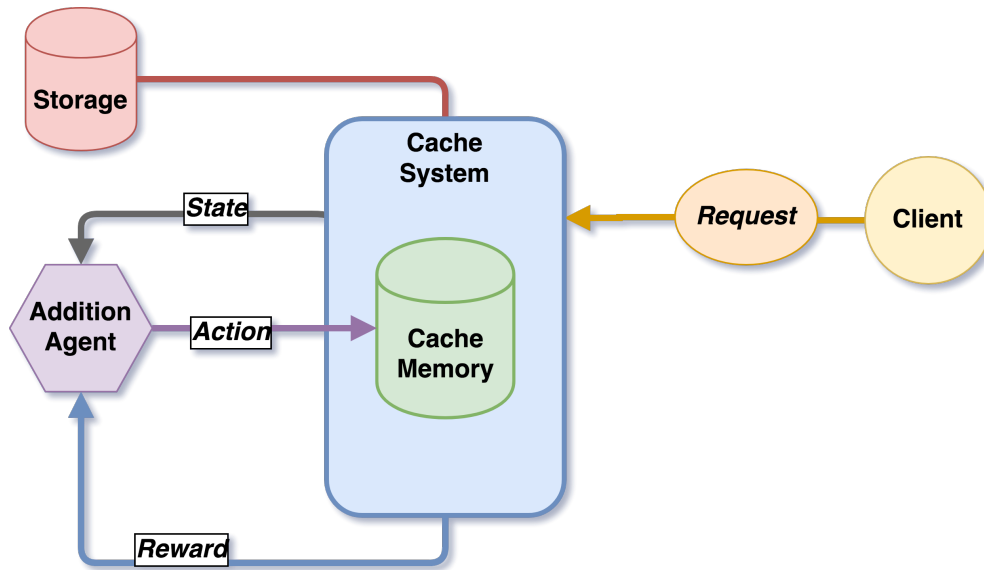 Storage
Cache
System
State
Request
Client
Addition
Agent
Action
Cache
Memory
Reward